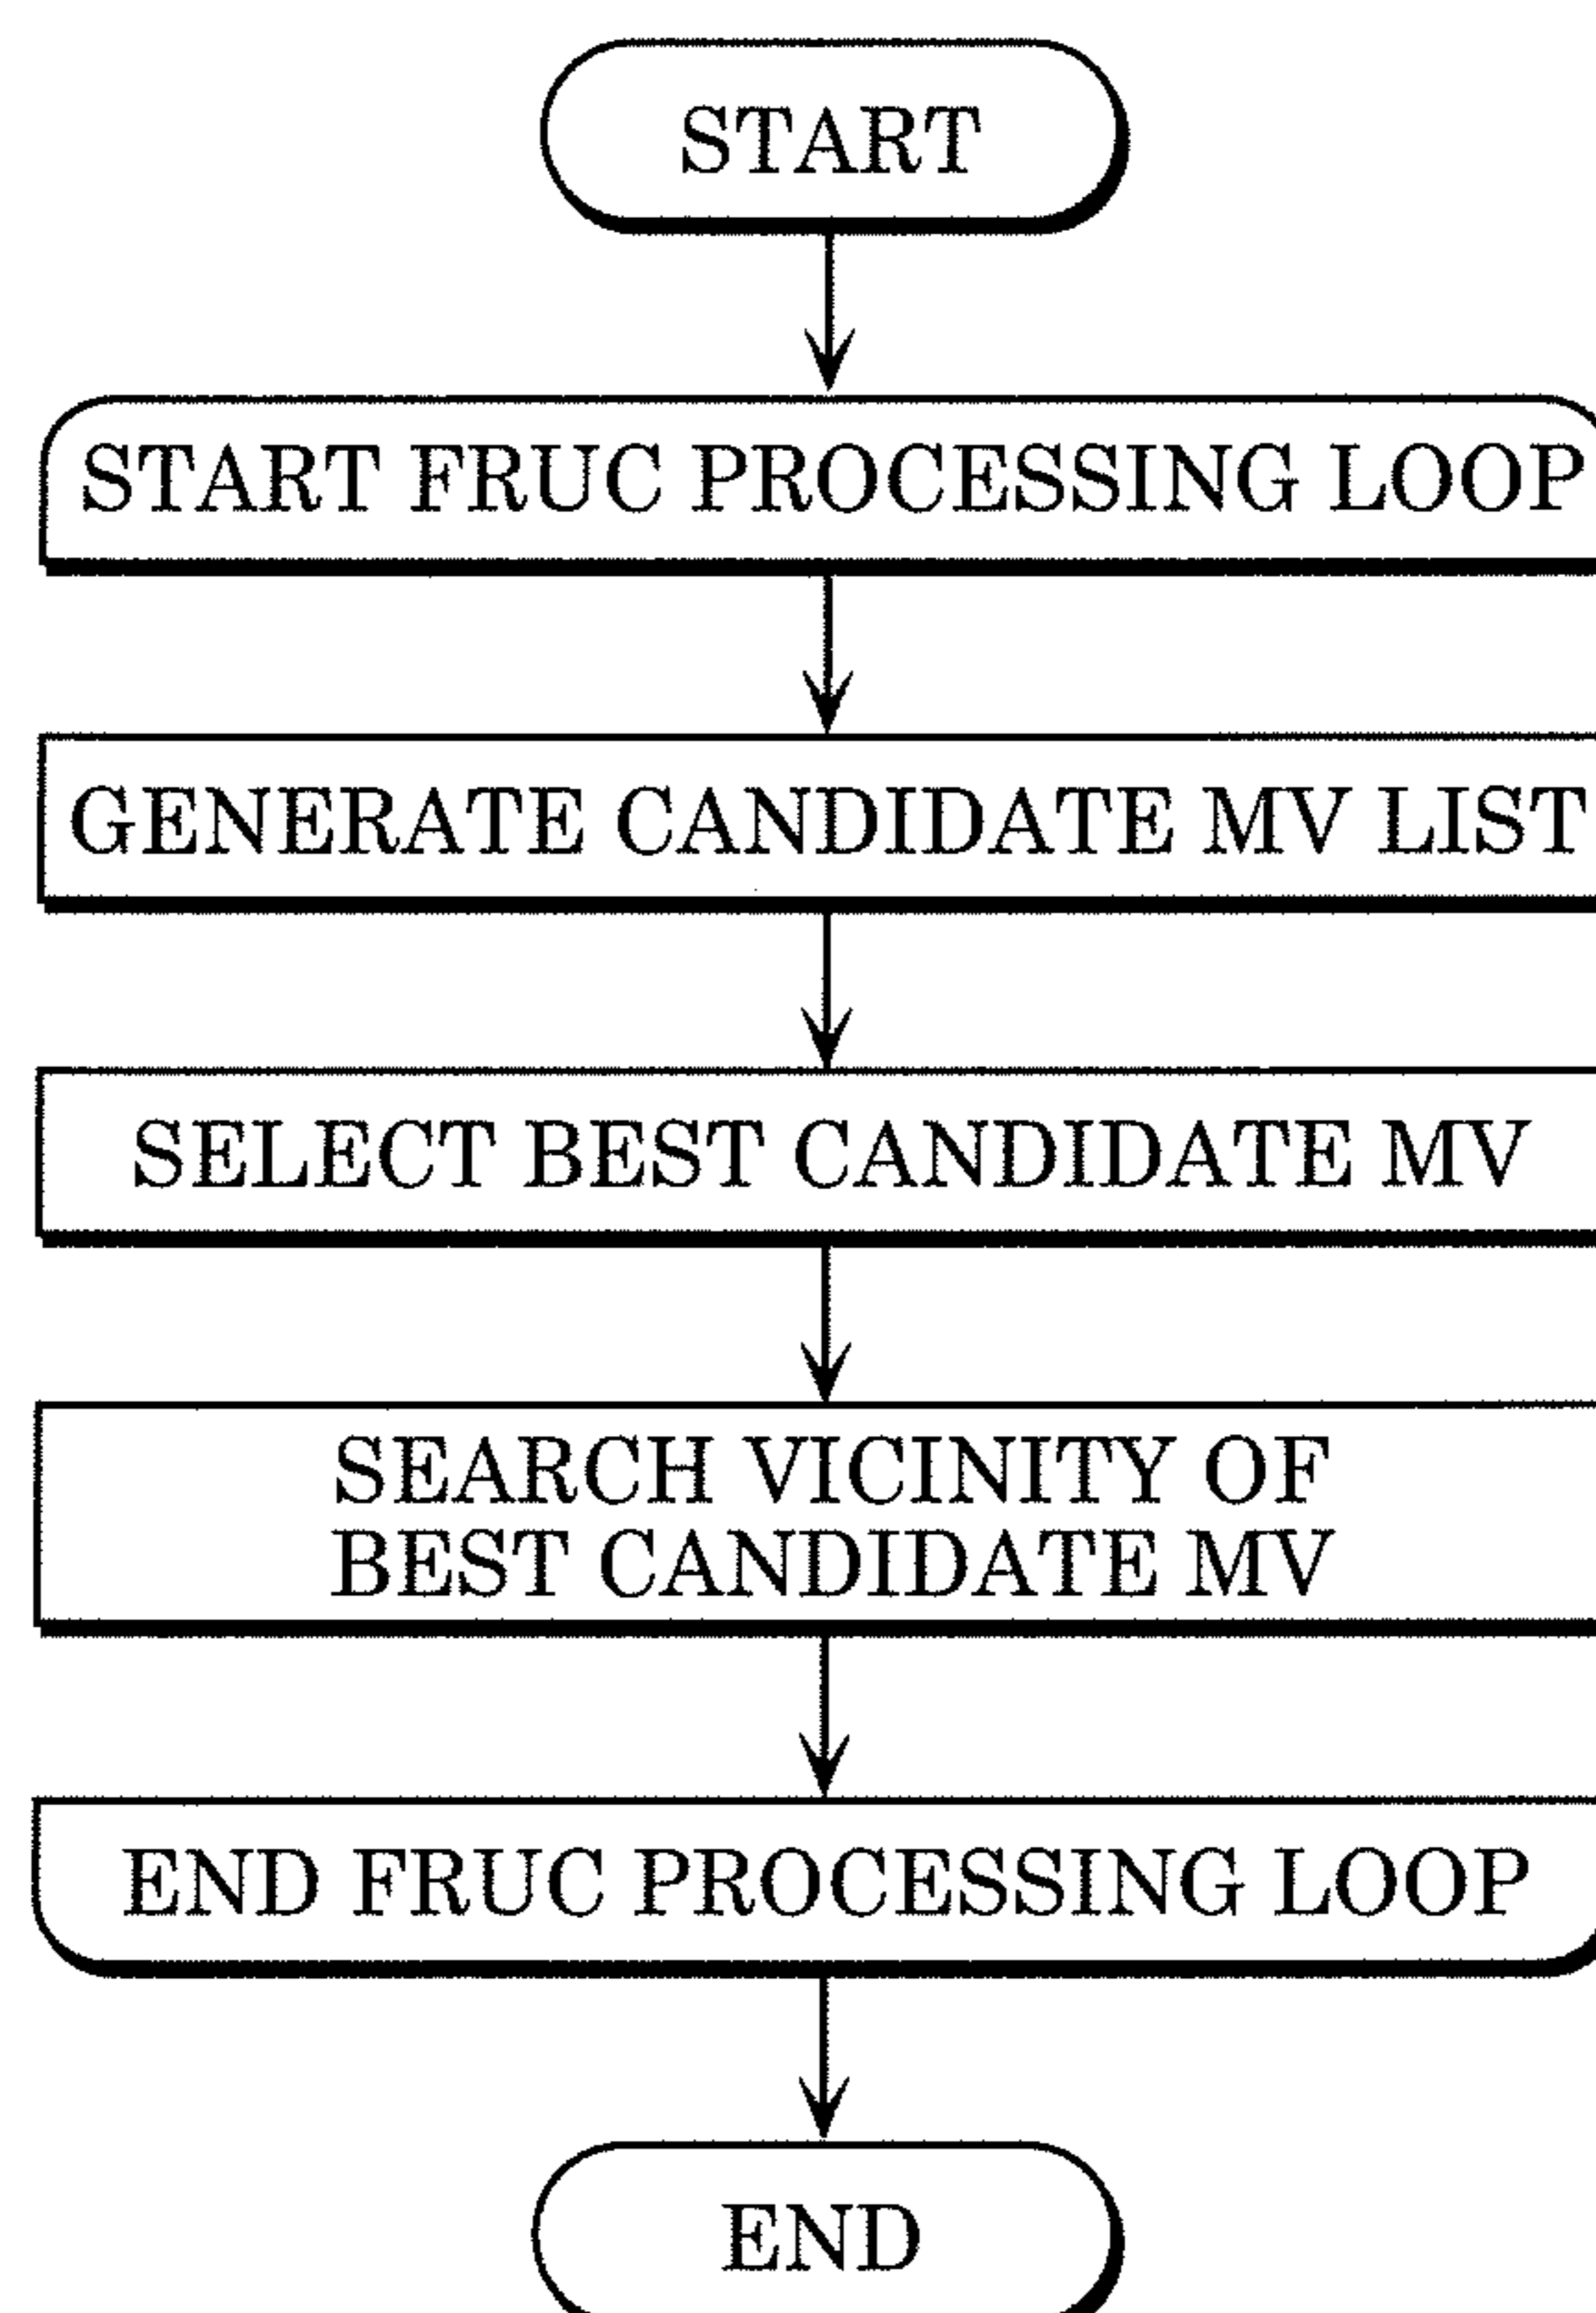 START
START FRUC PROCESSING LOOP
GENERATE CANDIDATE MV LIST
SELECT BEST CANDIDATE MV
SEARCH VICINITY OF
BEST CANDIDATE MV
END FRUC PROCESSING LOOP
END